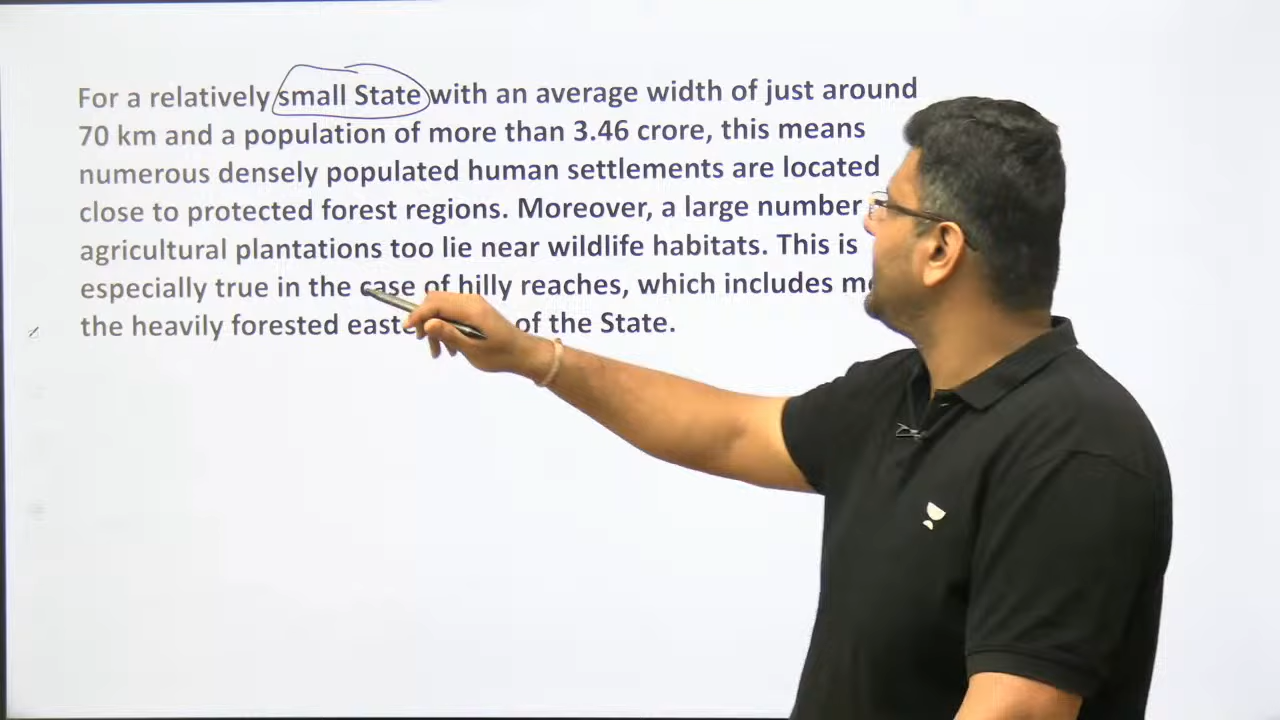 For a relatively small State with an average width of just around
70 km and a population of more than 3.46 crore, this means
numerous densely populated human settlements are located
close to protected forest regions. Moreover, a large number
agricultural plantations too lie near wildlife habitats. This is
especially true in the case of hilly reaches, which includes
the heavily forested of the State.